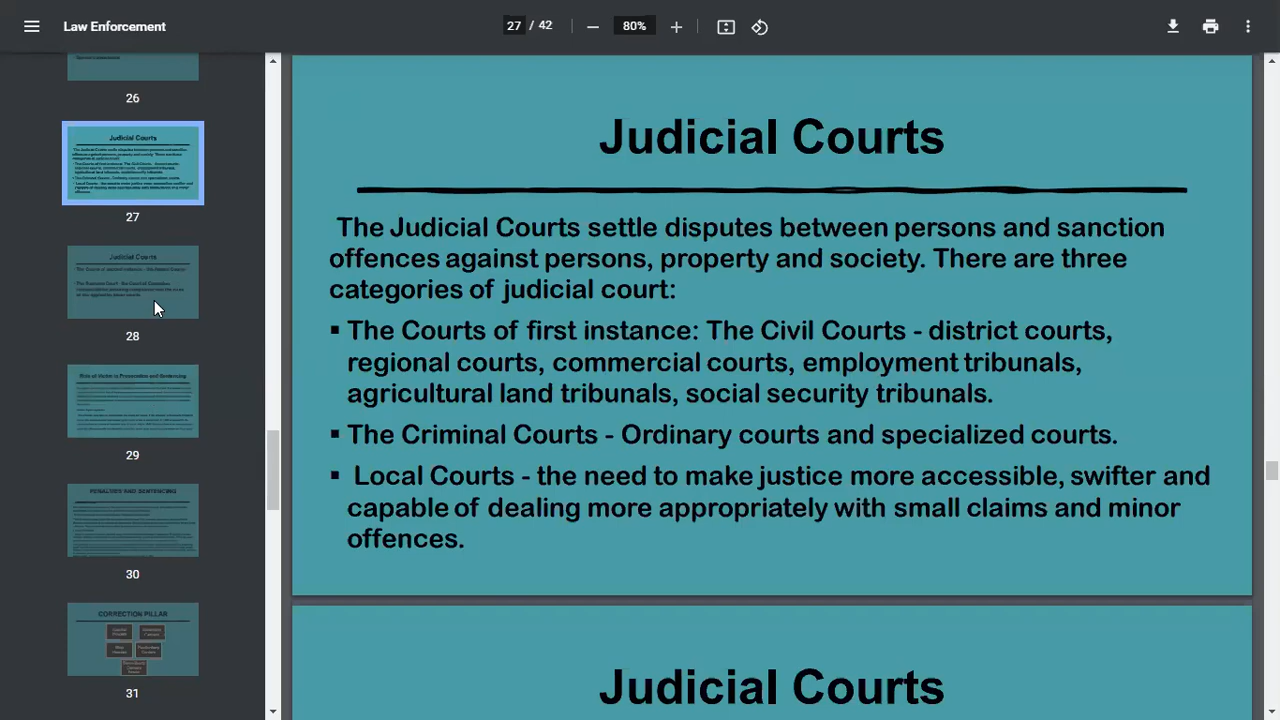 Law Enforcement
27 / 42
80%
26
Judicial Courts
27
Judicial Courts
28
29
PENALTIES AND SENTENCING
30
CORRECTION PILLAR
31
Judicial Courts
The Judicial Courts settle disputes between persons and sanction
offences against persons, property and society. There are three
categories of judicial court:
▪ The Courts of first instance: The Civil Courts - district courts,
regional courts, commercial courts, employment tribunals,
agricultural land tribunals, social security tribunals.
▪ The Criminal Courts - Ordinary courts and specialized courts.
▪ Local Courts - the need to make justice more accessible, swifter and
capable of dealing more appropriately with small claims and minor
offences.
Judicial Courts